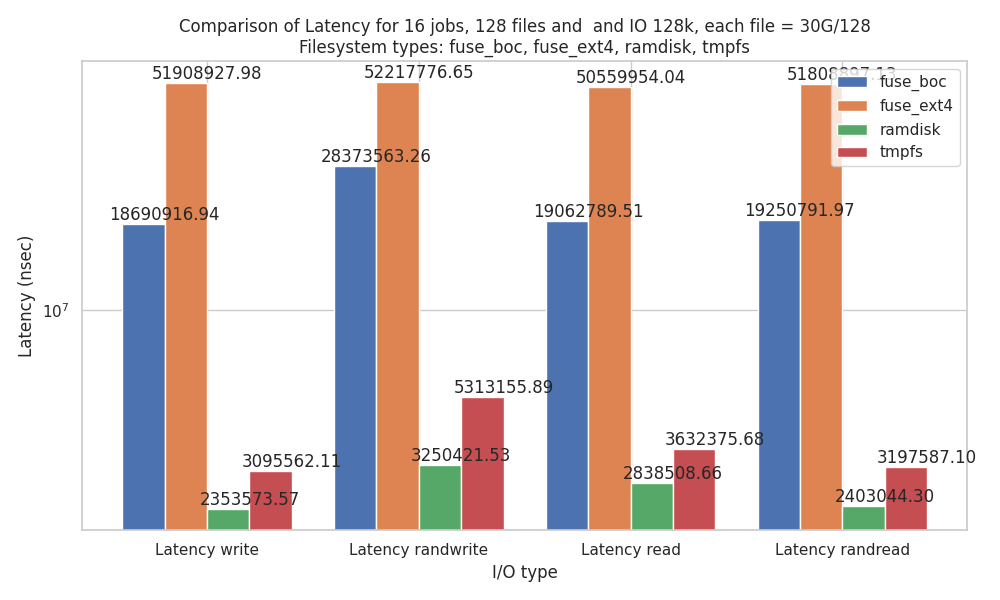 Comparison of Latency for 16 jobs, 128 files and  and IO 128k, each file = 30G/128
Filesystem types: fuse_boc, fuse_ext4, ramdisk, tmpfs
51908927.98
52217776.65
50559954.04
51808897.13
fuse_boc
fuse_ext4
ramdisk
tmpfs
28373563.26
18690916.94
19062789.51
19250791.97
Latency (nsec)
10⁷
5313155.89
3095562.11
3250421.53
3632375.68
3197587.10
2353573.57
2838508.66
2403044.30
Latency write
Latency randwrite
Latency read
Latency randread
I/O type